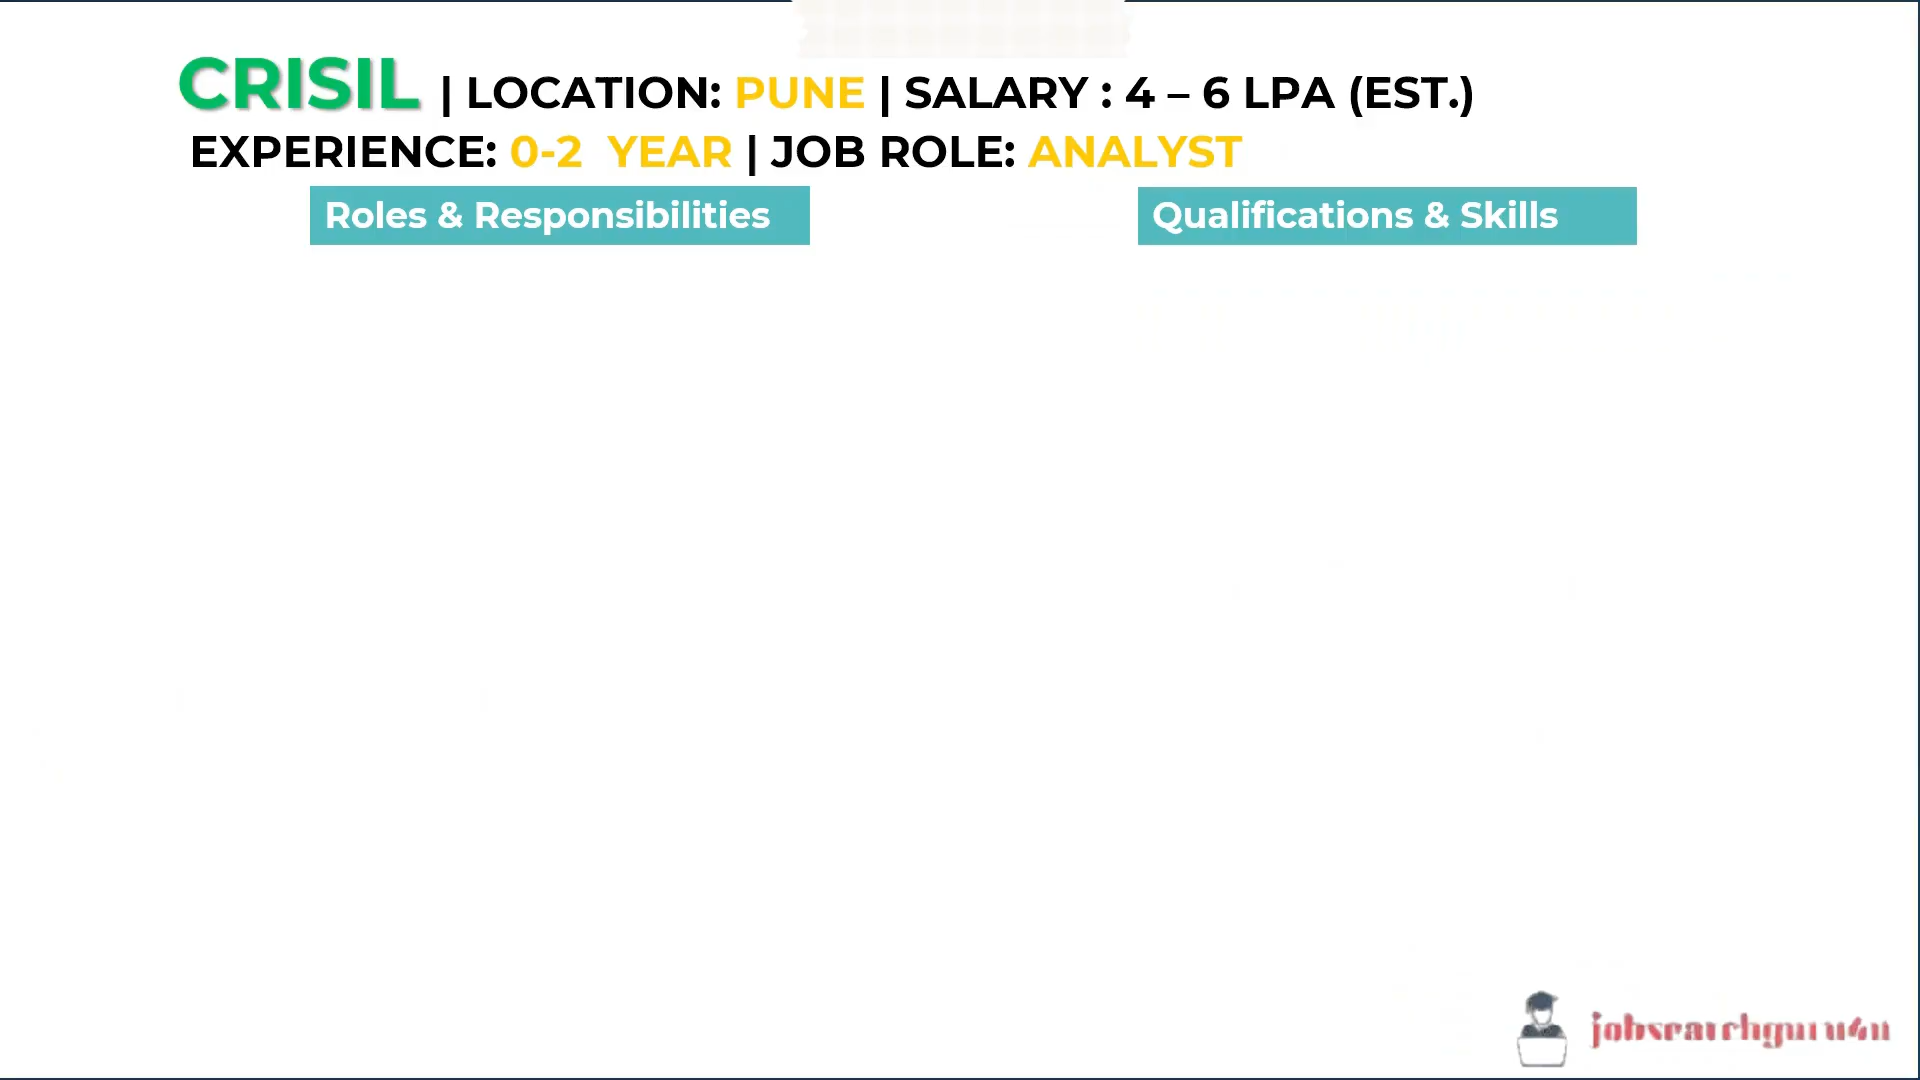 CRISIL | LOCATION: PUNE | SALARY : 4 – 6 LPA (EST.)
EXPERIENCE: 0-2 YEAR | JOB ROLE: ANALYST
Roles & Responsibilities
Qualifications & Skills
jobsearchguru4u